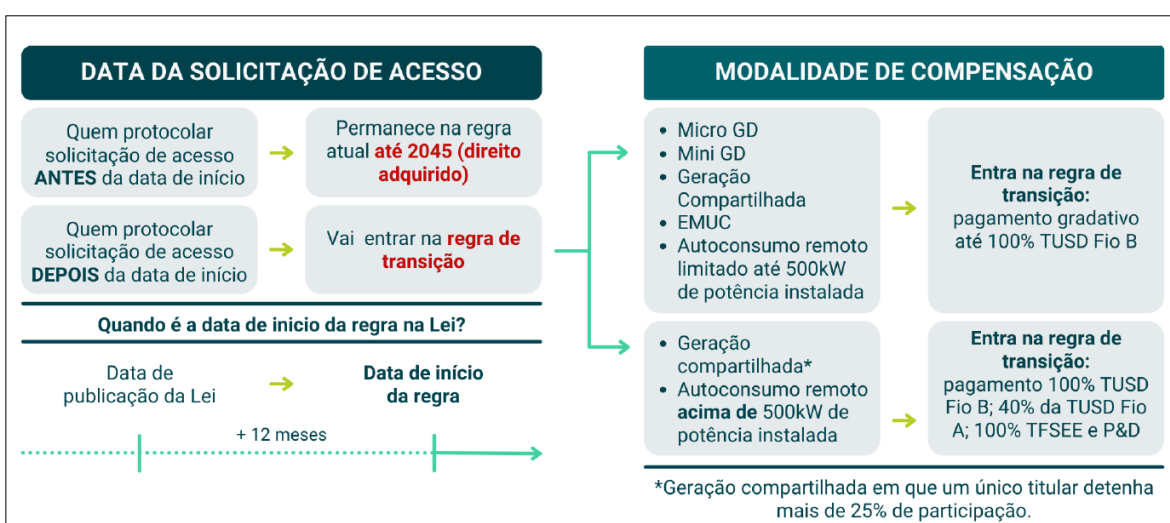 DATA DA SOLICITAÇÃO DE ACESSO
Quem protocolar
solicitação de acesso
ANTES da data de início
Permanece na regra
atual até 2045 (direito
adquirido)
Quem protocolar
solicitação de acesso
DEPOIS da data de início
Vai entrar na regra de
transição
Quando é a data de inicio da regra na Lei?
Data de
publicação da Lei
Data de início
da regra
+ 12 meses
MODALIDADE DE COMPENSAÇÃO
• Micro GD
• Mini GD
• Geração
Compartilhada
• EMUC
• Autoconsumo remoto
limitado até 500kW
de potência instalada
Entra na regra de
transição:
pagamento gradativo
até 100% TUSD Fio B
• Geração
compartilhada*
• Autoconsumo remoto
acima de 500kW de
potência instalada
Entra na regra de
transição:
pagamento 100% TUSD
Fio B; 40% da TUSD Fio
A; 100% TFSEE e P&D
*Geração compartilhada em que um único titular detenha
mais de 25% de participação.